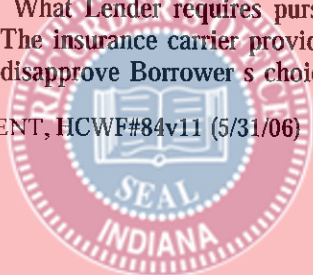 What Lender requires purs
The insurance carrier provid
disapprove Borrower s choic
ENT, HCWF#84v11 (5/31/06)
SEAL
INDIANA